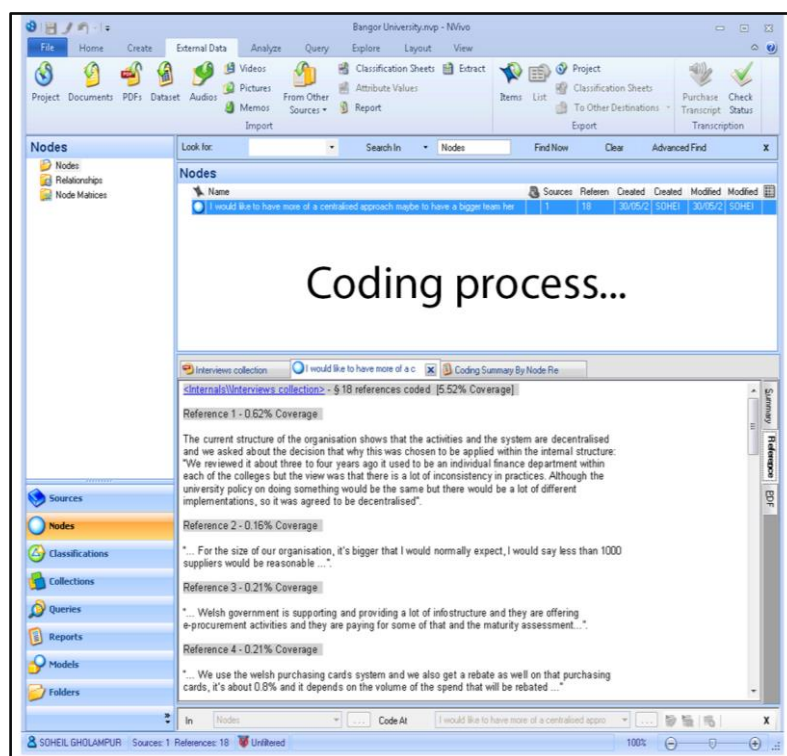 Bangor University.nvp - NVivo
File Home Create External Data Analyze Query Explore Layout View
Project Documents PDFs Dataset Audios
Videos
Pictures
Memos
From Other Sources
Classification Sheets
Attribute Values
Report
Extract
Import
Items List
Project
Classification Sheets
To Other Destinations
Export
Purchase Transcript
Check Status
Transcription
Nodes
Nodes
Relationships
Node Matrices
Look for: Search In Nodes Find Now Clear Advanced Find X
Nodes
Name Sources Referen Created Created Modified Modified
I would like to have more of a centralised approach maybe to have a bigger team her 1 18 30/05/2 SOHEI 30/05/2 SOHEI
Coding process...
Interviews collection I would like to have more of a c Coding Summary By Node Re
<Internals\\Interviews collection> - § 18 references coded [5.52% Coverage]
Reference 1 - 0.62% Coverage
The current structure of the organisation shows that the activities and the system are decentralised
and we asked about the decision that why this was chosen to be applied within the internal structure:
"We reviewed it about three to four years ago it used to be an individual finance department within
each of the colleges but the view was that there is a lot of inconsistency in practices. Although the
university policy on doing something would be the same but there would be a lot of different
implementations, so it was agreed to be decentralised".
Reference 2 - 0.16% Coverage
"... For the size of our organisation, it's bigger that I would normally expect, I would say less than 1000
suppliers would be reasonable ...".
Reference 3 - 0.21% Coverage
"... Welsh government is supporting and providing a lot of infostructure and they are offering
e-procurement activities and they are paying for some of that and the maturity assessment...".
Reference 4 - 0.21% Coverage
"... We use the welsh purchasing cards system and we also get a rebate as well on that purchasing
cards, it's about 0.8% and it depends on the volume of the spend that will be rebated ..."
Summary
Reference
PDF
Sources
Nodes
Classifications
Collections
Queries
Reports
Models
Folders
In Nodes ... Code At I would like to have more of a centralised appro ... X
SOHEIL GHOLAMPUR Sources: 1 References: 18 Unfiltered 100%